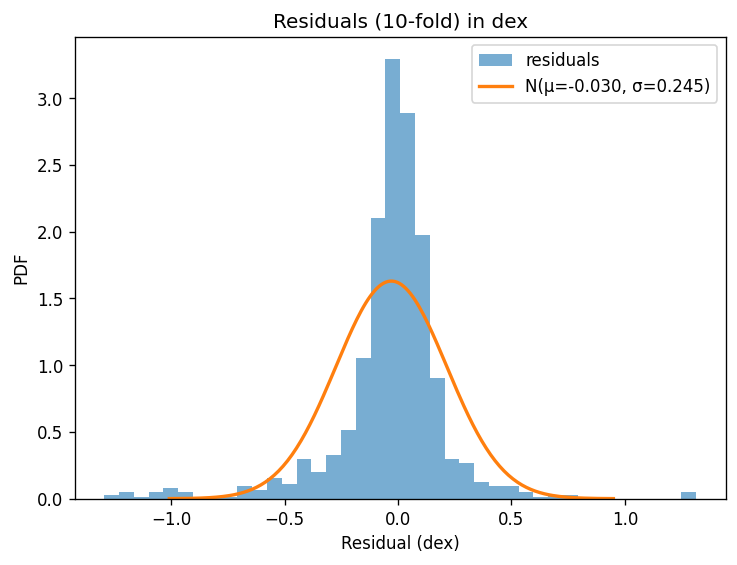 Residuals (10-fold) in dex
residuals
N(μ=-0.030, σ=0.245)
PDF
3.0
2.5
2.0
1.5
1.0
0.5
0.0
−1.0
−0.5
0.0
0.5
1.0
Residual (dex)